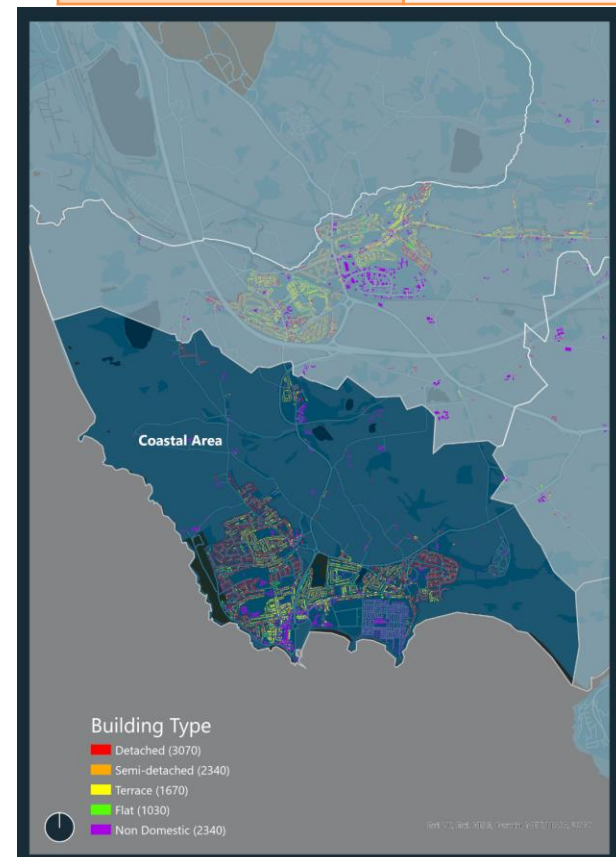 Coastal Area
Building Type
Detached (3070)
Semi-detached (2340)
Terrace (1670)
Flat (1030)
Non Domestic (2340)